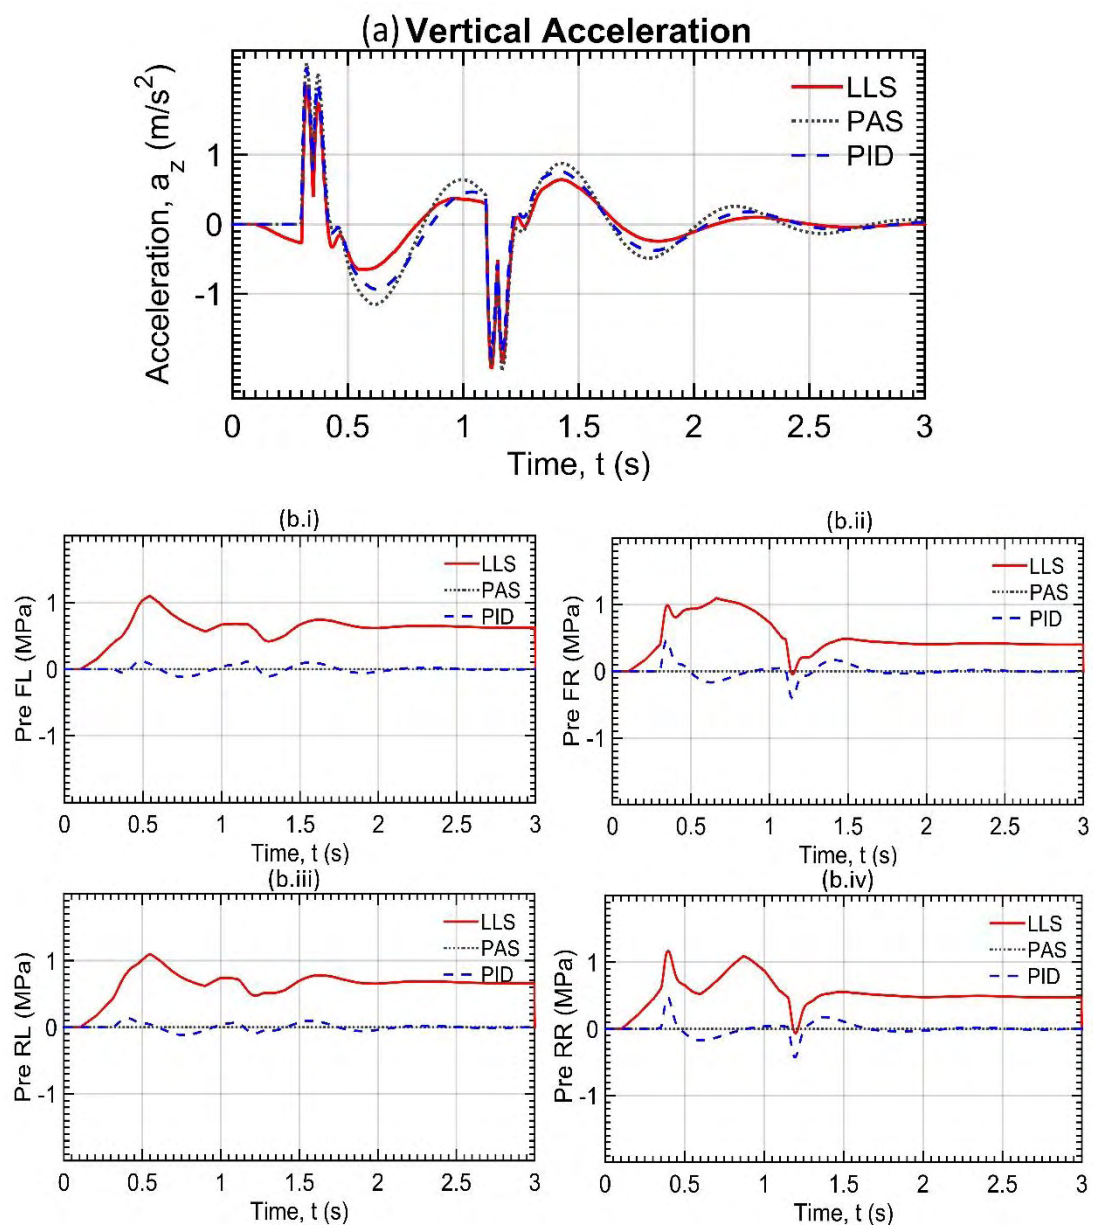 (a) Vertical Acceleration
Acceleration, a_z (m/s²)
1
0
-1
LLS
PAS
PID
0 0.5 1 1.5 2 2.5 3
Time, t (s)
(b.i)
Pre FL (MPa)
1
0
-1
LLS
PAS
PID
0 0.5 1 1.5 2 2.5 3
Time, t (s)
(b.ii)
Pre FR (MPa)
1
0
-1
LLS
PAS
PID
0 0.5 1 1.5 2 2.5 3
Time, t (s)
(b.iii)
Pre RL (MPa)
1
0
-1
LLS
PAS
PID
0 0.5 1 1.5 2 2.5 3
Time, t (s)
(b.iv)
Pre RR (MPa)
1
0
-1
LLS
PAS
PID
0 0.5 1 1.5 2 2.5 3
Time, t (s)